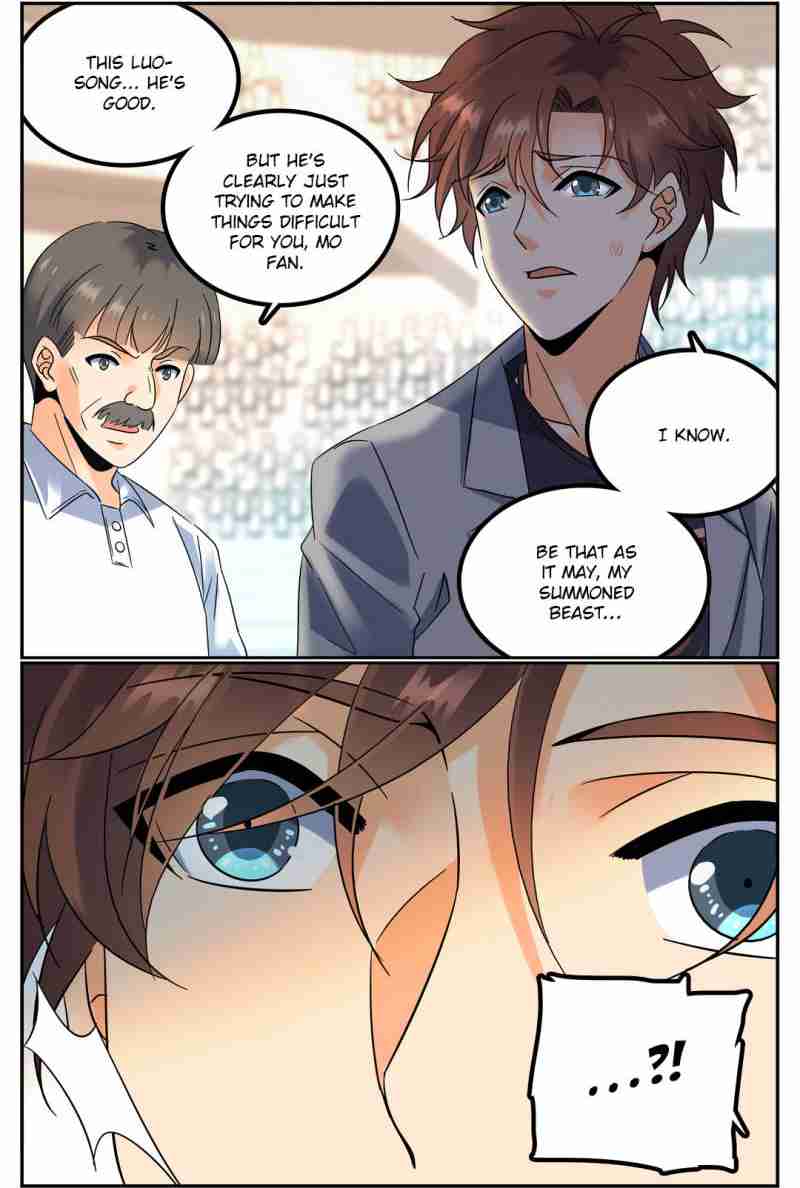 THIS LUO-
SONG... HE'S
GOOD.
BUT HE'S
CLEARLY JUST
TRYING TO MAKE
THINGS DIFFICULT
FOR YOU, MO
FAN.
I KNOW.
BE THAT AS
IT MAY, MY
SUMMONED
BEAST...
...?!